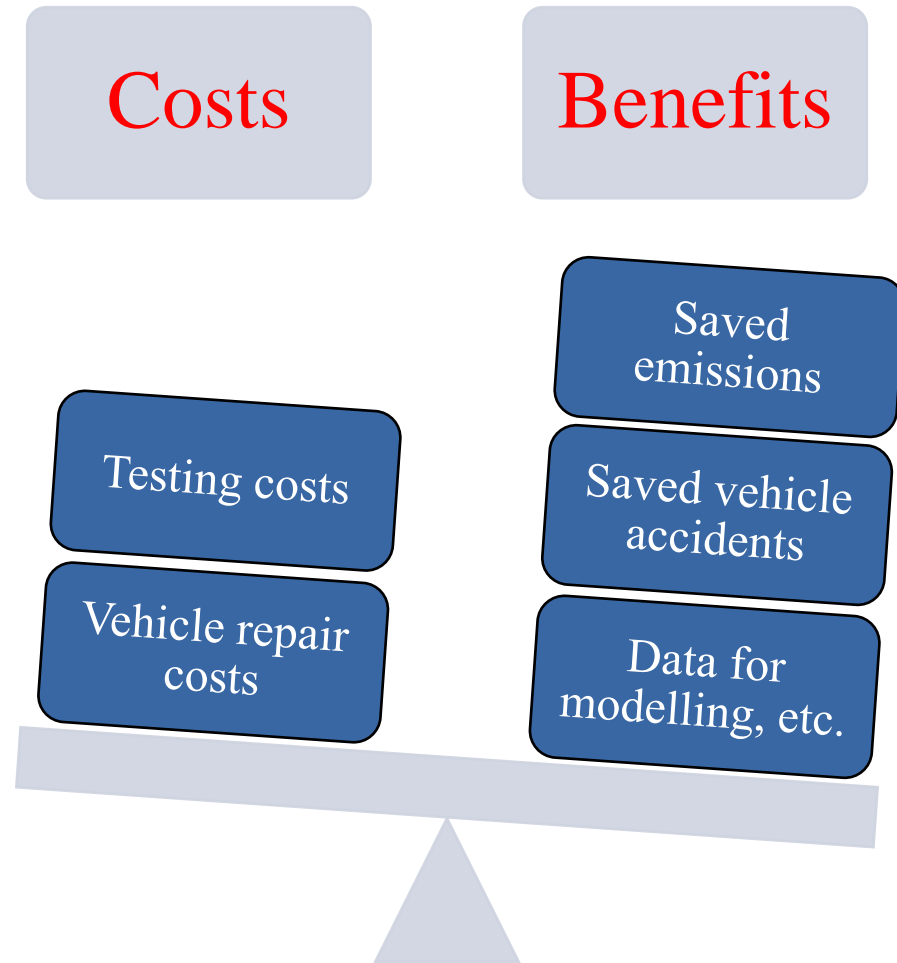 Costs
Benefits
Testing costs
Vehicle repair
costs
Saved
emissions
Saved vehicle
accidents
Data for
modelling, etc.